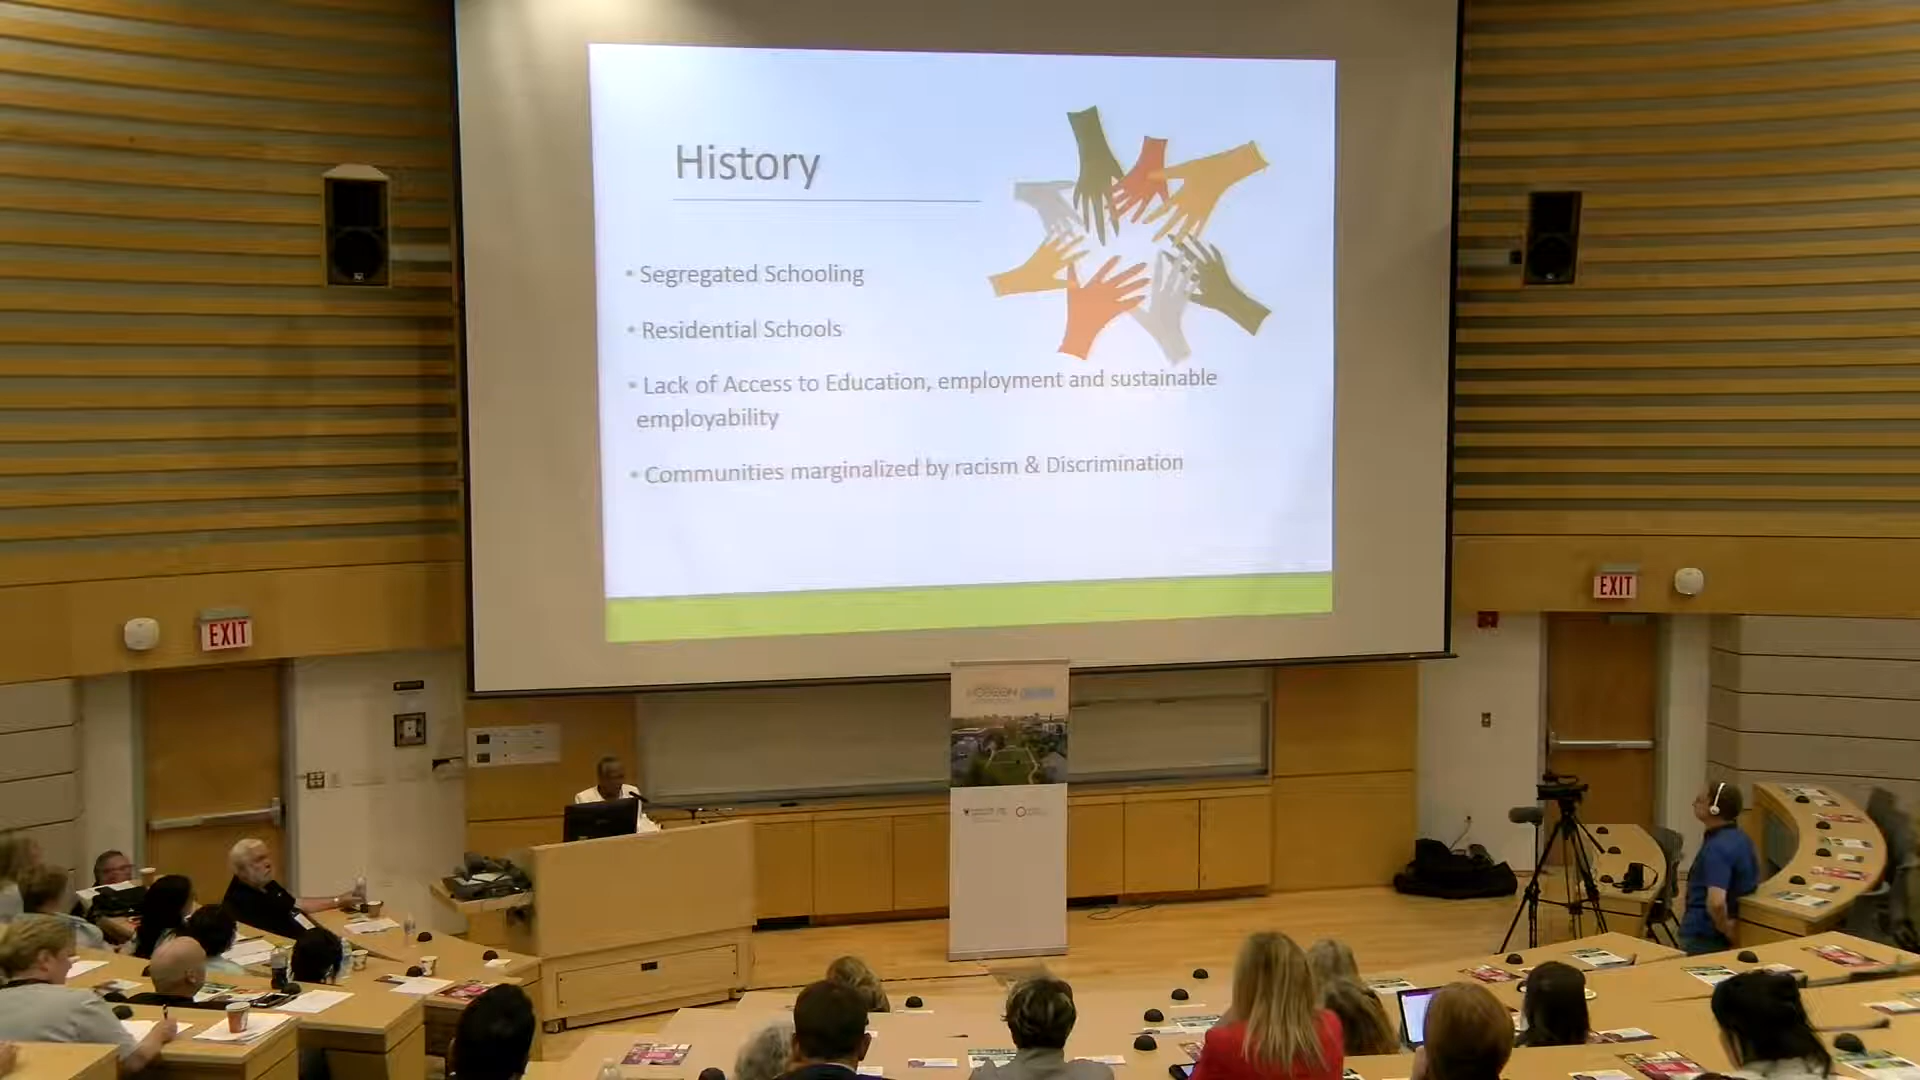 History
• Segregated Schooling
• Residential Schools
• Lack of Access to Education, employment and sustainable
employability
• Communities marginalized by racism & Discrimination
EXIT
EXIT